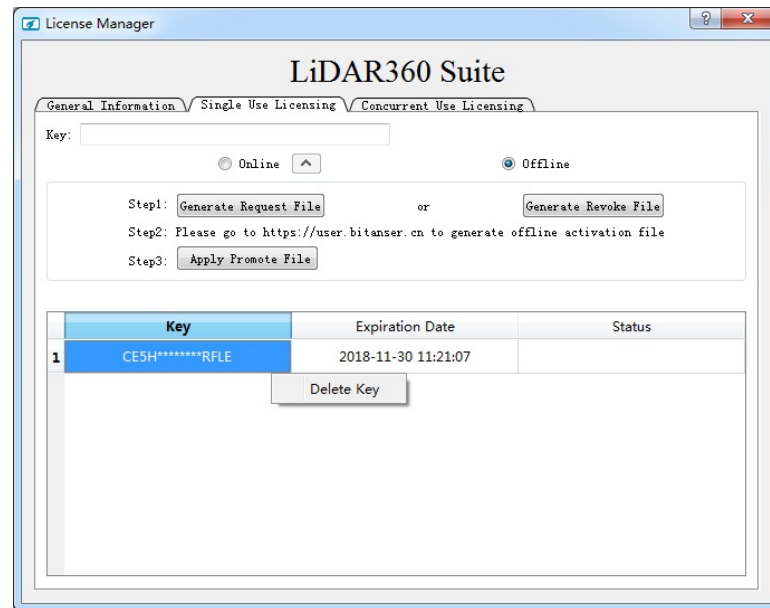 License Manager
LiDAR360 Suite
General Information Single Use Licensing Concurrent Use Licensing
Key:
Online Offline
Step1: Generate Request File or Generate Revoke File
Step2: Please go to https://user.bitanser.cn to generate offline activation file
Step3: Apply Promote File
Key Expiration Date Status
1 CE5H********RFLE 2018-11-30 11:21:07
Delete Key